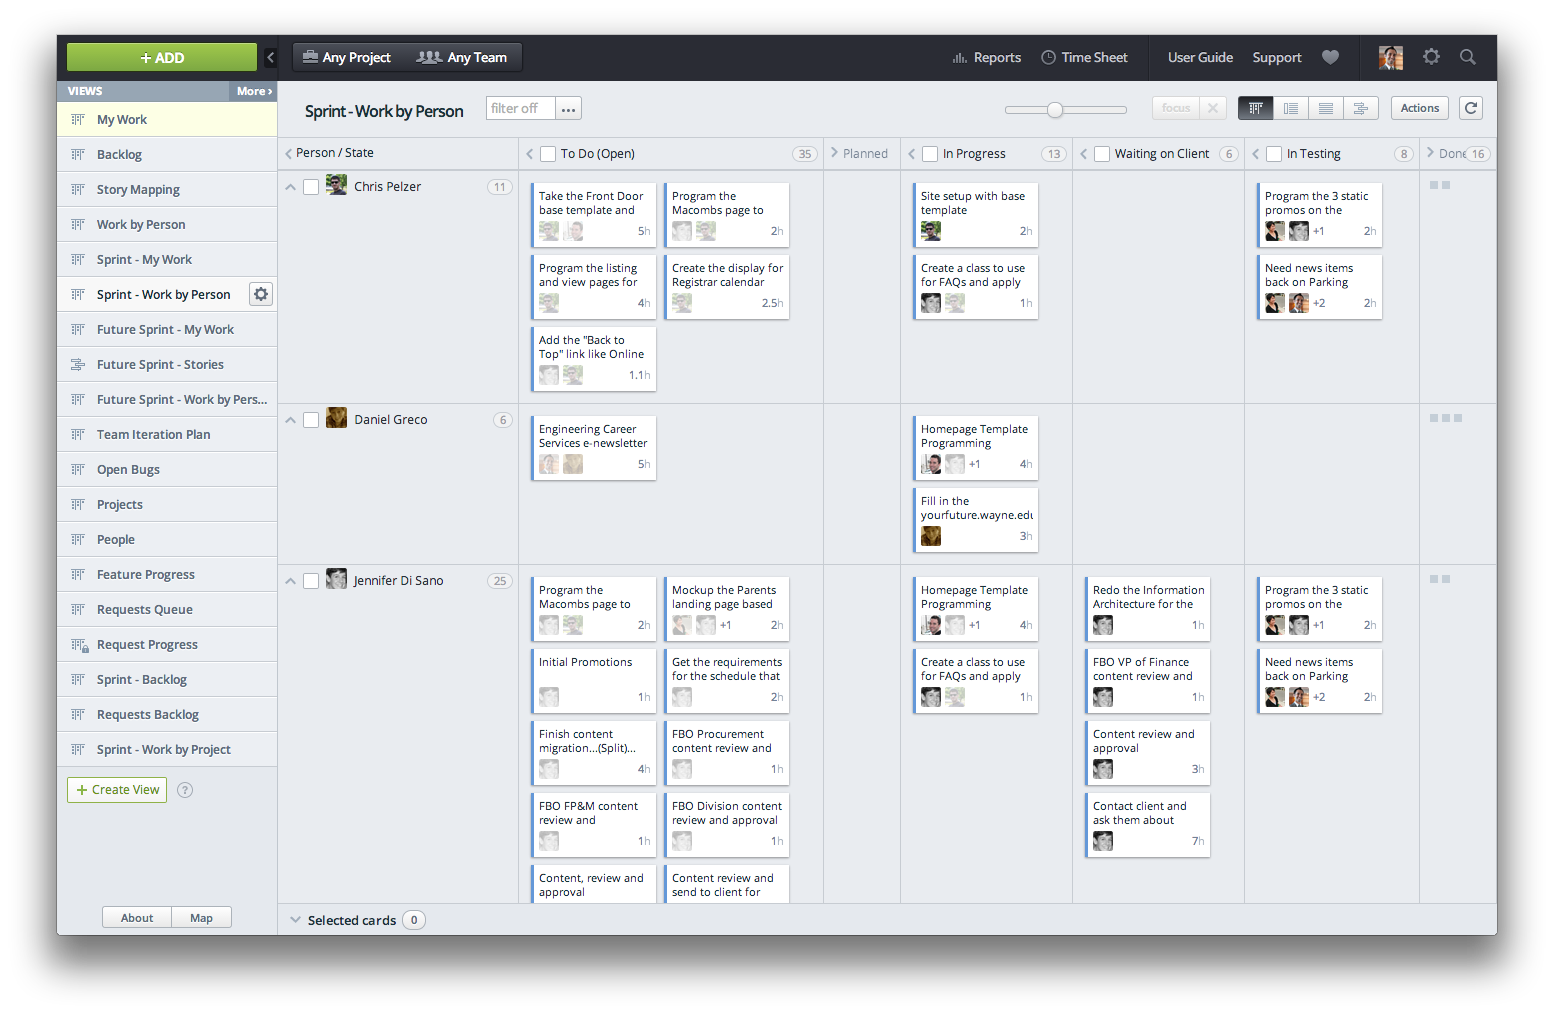 + ADD
Any Project
Any Team
Reports
Time Sheet
User Guide
Support
VIEWS
More ›
My Work
Backlog
Story Mapping
Work by Person
Sprint - My Work
Sprint - Work by Person
Future Sprint - My Work
Future Sprint - Stories
Future Sprint - Work by Pers...
Team Iteration Plan
Open Bugs
Projects
People
Feature Progress
Requests Queue
Request Progress
Sprint - Backlog
Requests Backlog
Sprint - Work by Project
+ Create View
?
About
Map
Sprint - Work by Person
filter off
...
focus
Actions
Person / State
To Do (Open)
35
Planned
In Progress
13
Waiting on Client
6
In Testing
8
Done
16
Chris Pelzer
11
Take the Front Door
base template and
5h
Program the
Macombs page to
2h
Program the listing
and view pages for
4h
Create the display for
Registrar calendar
2.5h
Add the "Back to
Top" link like Online
1.1h
Site setup with base
template
2h
Create a class to use
for FAQs and apply
1h
Program the 3 static
promos on the
+1
2h
Need news items
back on Parking
+2
2h
Daniel Greco
6
Engineering Career
Services e-newsletter
5h
Homepage Template
Programming
+1
4h
Fill in the
yourfuture.wayne.edu
3h
Jennifer Di Sano
25
Program the
Macombs page to
2h
Mockup the Parents
landing page based
+1
2h
Initial Promotions
1h
Get the requirements
for the schedule that
2h
Finish content
migration...(Split)...
4h
FBO Procurement
content review and
1h
FBO FP&M content
review and
1h
FBO Division content
review and approval
1h
Content, review and
approval
Content review and
send to client for
Homepage Template
Programming
+1
4h
Create a class to use
for FAQs and apply
1h
Redo the Information
Architecture for the
1h
FBO VP of Finance
content review and
1h
Content review and
approval
3h
Contact client and
ask them about
7h
Program the 3 static
promos on the
+1
2h
Need news items
back on Parking
+2
2h
Selected cards
0